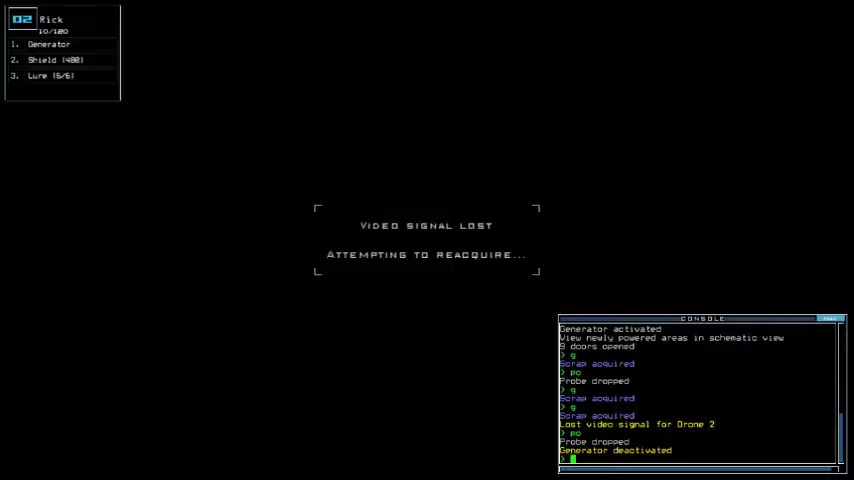 02 Rick
10/120
1. Generator
2. Shield (480)
3. Lure (6/6)
Video signal lost
Attempting to reacquire...
CONSOLE
Generator activated
View newly powered areas in schematic view
9 doors opened
> g
Scrap acquired
> po
Probe dropped
> g
Scrap acquired
> g
Scrap acquired
Lost video signal for Drone 2
> po
Probe dropped
Generator deactivated
>